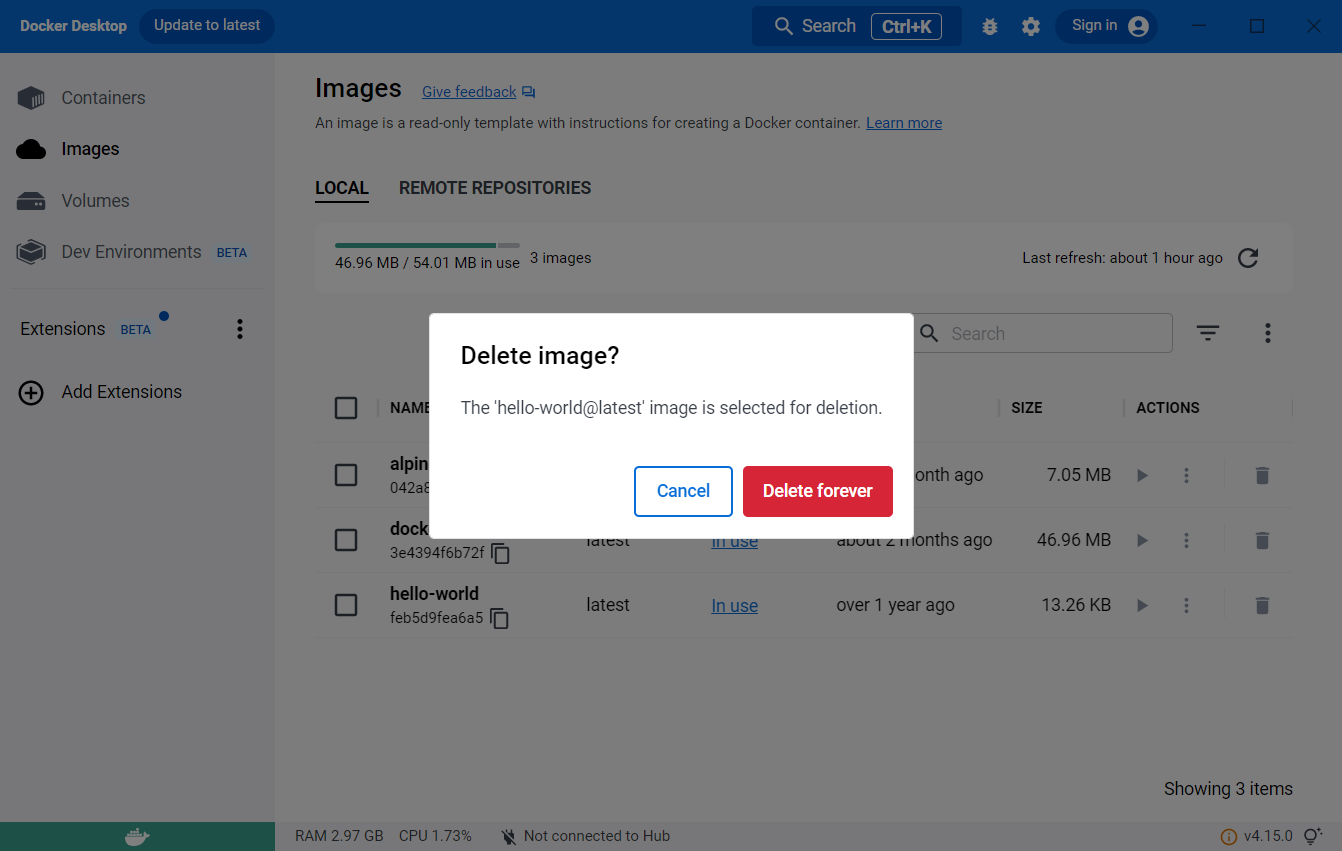 Docker Desktop Update to latest Search Ctrl+K Sign in
Containers
Images
Volumes
Dev Environments BETA
Extensions BETA
Add Extensions
Images Give feedback
An image is a read-only template with instructions for creating a Docker container. Learn more
LOCAL REMOTE REPOSITORIES
46.96 MB / 54.01 MB in use 3 images Last refresh: about 1 hour ago
Search
Delete image?
The 'hello-world@latest' image is selected for deletion.
Cancel Delete forever
NAME SIZE ACTIONS
alpin
042a8 onth ago 7.05 MB
dock
3e4394f6b72f latest In use about 2 months ago 46.96 MB
hello-world
feb5d9fea6a5 latest In use over 1 year ago 13.26 KB
Showing 3 items
RAM 2.97 GB CPU 1.73% Not connected to Hub v4.15.0